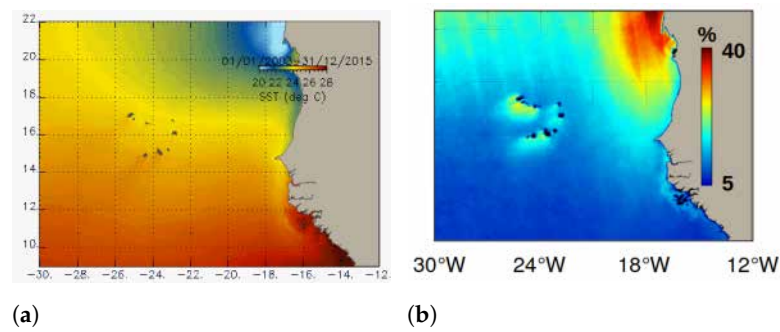 22
01/01/2003-31/12/2015
20 22 24 26 28
SST (deg C)
18.
16.
14.
12.
10.
-30. -28. -26. -24. -22. -20. -18. -16. -14. -12.
(a)
%
40
5
30°W 24°W 18°W 12°W
(b)